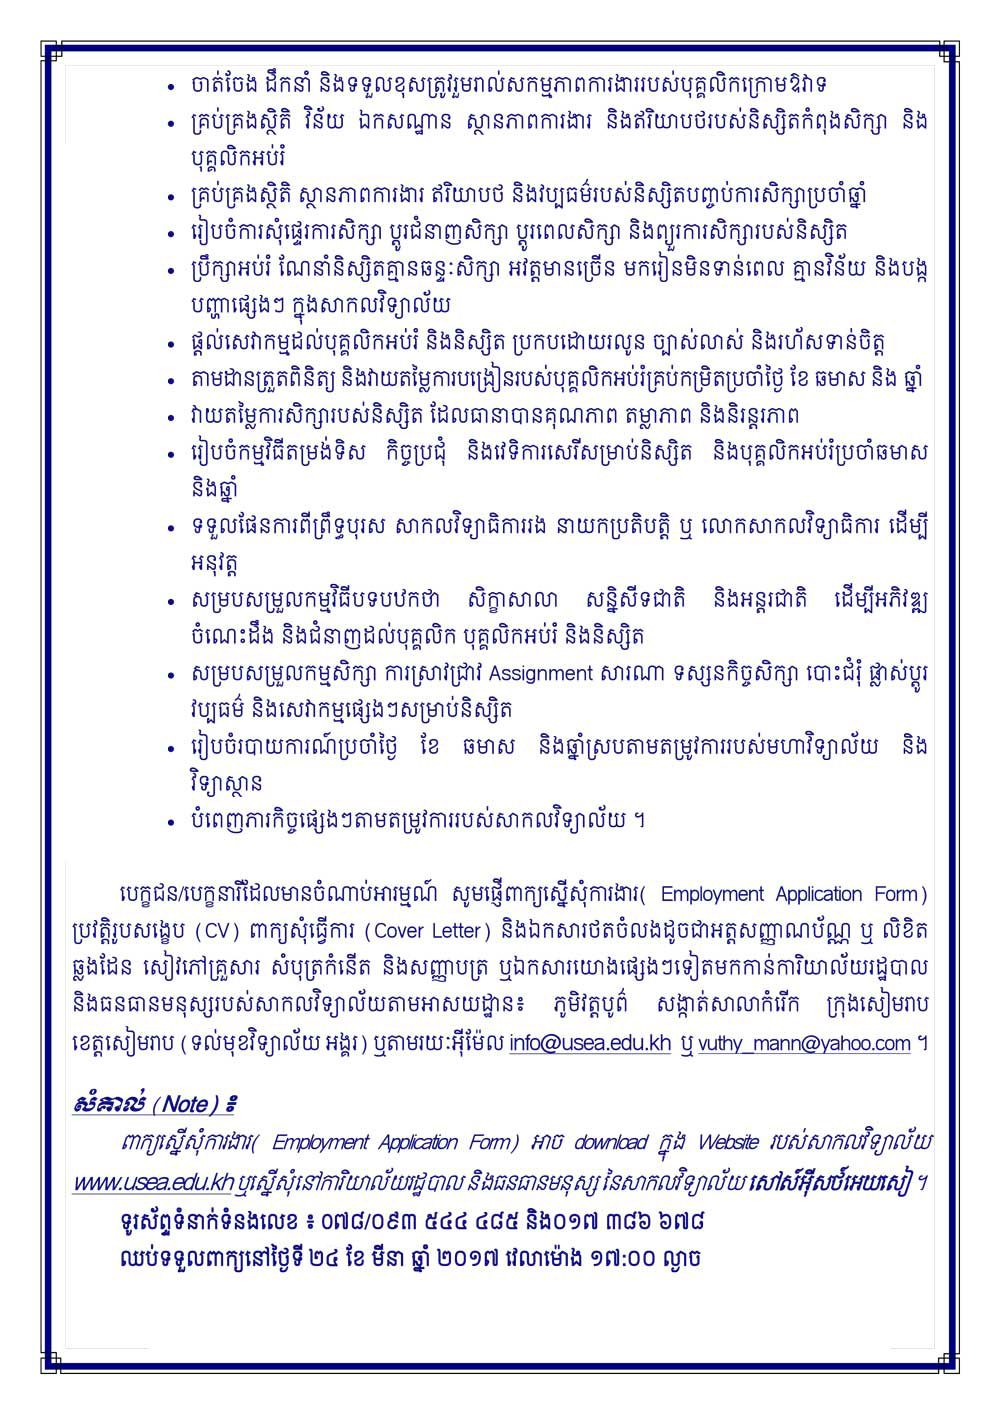 • ចាត់ចែង ដឹកនាំ និងទទួលខុសត្រូវរួមរាល់សកម្មភាពការងាររបស់បុគ្គលិកក្រោមឱវាទ
• គ្រប់គ្រងស្ថិតិ វិន័យ ឯកសណ្ឋាន ស្ថានភាពការងារ និងឥរិយាបថរបស់និស្សិតកំពុងសិក្សា និង
បុគ្គលិកអប់រំ
• គ្រប់គ្រងស្ថិតិ ស្ថានភាពការងារ ឥរិយាបថ និងវប្បធម៌របស់និស្សិតបញ្ចប់ការសិក្សាប្រចាំឆ្នាំ
• រៀបចំការសុំផ្ទេរការសិក្សា ប្តូរជំនាញសិក្សា ប្តូរពេលសិក្សា និងព្យួរការសិក្សារបស់និស្សិត
• ប្រឹក្សាអប់រំ ណែនាំនិស្សិតគ្មានឆន្ទៈសិក្សា អវត្តមានច្រើន មករៀនមិនទាន់ពេល គ្មានវិន័យ និងបង្ក
បញ្ហាផ្សេងៗ ក្នុងសាកលវិទ្យាល័យ
• ផ្តល់សេវាកម្មដល់បុគ្គលិកអប់រំ និងនិស្សិត ប្រកបដោយរលូន ច្បាស់លាស់ និងរហ័សទាន់ចិត្ត
• តាមដានត្រួតពិនិត្យ និងវាយតម្លៃការបង្រៀនរបស់បុគ្គលិកអប់រំគ្រប់កម្រិតប្រចាំថ្ងៃ ខែ ឆមាស និង ឆ្នាំ
• វាយតម្លៃការសិក្សារបស់និស្សិត ដែលធានាបានគុណភាព តម្លាភាព និងនិរន្តរភាព
• រៀបចំកម្មវិធីតម្រង់ទិស កិច្ចប្រជុំ និងវេទិការសេរីសម្រាប់និស្សិត និងបុគ្គលិកអប់រំប្រចាំឆមាស
និងឆ្នាំ
• ទទួលផែនការពីព្រឹទ្ធបុរស សាកលវិទ្យាធិការរង នាយកប្រតិបត្តិ ឬ លោកសាកលវិទ្យាធិការ ដើម្បី
អនុវត្ត
• សម្របសម្រួលកម្មវិធីបទបឋកថា សិក្ខាសាលា សន្និសីទជាតិ និងអន្តរជាតិ ដើម្បីអភិវឌ្ឍ
ចំណេះដឹង និងជំនាញដល់បុគ្គលិក បុគ្គលិកអប់រំ និងនិស្សិត
• សម្របសម្រួលកម្មសិក្សា ការស្រាវជ្រាវ Assignment សារណា ទស្សនកិច្ចសិក្សា បោះជំរុំ ផ្លាស់ប្តូរ
វប្បធម៌ និងសេវាកម្មផ្សេងៗសម្រាប់និស្សិត
• រៀបចំរបាយការណ៍ប្រចាំថ្ងៃ ខែ ឆមាស និងឆ្នាំស្របតាមតម្រូវការរបស់មហាវិទ្យាល័យ និង
វិទ្យាស្ថាន
• បំពេញភារកិច្ចផ្សេងៗតាមតម្រូវការរបស់សាកលវិទ្យាល័យ ។
បេក្ខជន/បេក្ខនារីដែលមានចំណាប់អារម្មណ៍ សូមផ្ញើពាក្យស្នើសុំការងារ( Employment Application Form)
ប្រវត្តិរូបសង្ខេប (CV) ពាក្យសុំធ្វើការ (Cover Letter) និងឯកសារថតចំលងដូចជាអត្តសញ្ញាណប័ណ្ណ ឬ លិខិត
ឆ្លងដែន សៀវភៅគ្រួសារ សំបុត្រកំនើត និងសញ្ញាបត្រ ឬឯកសារយោងផ្សេងៗទៀតមកកាន់ការិយាល័យរដ្ឋបាល
និងធនធានមនុស្សរបស់សាកលវិទ្យាល័យតាមអាសយដ្ឋាន៖ ភូមិវត្តបូព៌ សង្កាត់សាលាកំរើក ក្រុងសៀមរាប
ខេត្តសៀមរាប (ទល់មុខវិទ្យាល័យ អង្គរ) ឬតាមរយៈអ៊ីម៉ែល info@usea.edu.kh ឬ vuthy_mann@yahoo.com ។
សំគាល់ (Note) ៖
ពាក្យស្នើសុំការងារ( Employment Application Form) អាច download ក្នុង Website របស់សាកលវិទ្យាល័យ
www.usea.edu.kh ឬស្នើសុំនៅការិយាល័យរដ្ឋបាល និងធនធានមនុស្ស នៃសាកលវិទ្យាល័យ សៅស៍អ៊ីសថ៍អេយសៀ ។
ទូរស័ព្ទទំនាក់ទំនងលេខ ៖ ០៧៨/០៩៣ ៥៤៤ ៤៨៥ និង០១៧ ៣៨៦ ៦៧៨
ឈប់ទទួលពាក្យនៅថ្ងៃទី ២៤ ខែ មីនា ឆ្នាំ ២០១៧ វេលាម៉ោង ១៧:០០ ល្ងាច